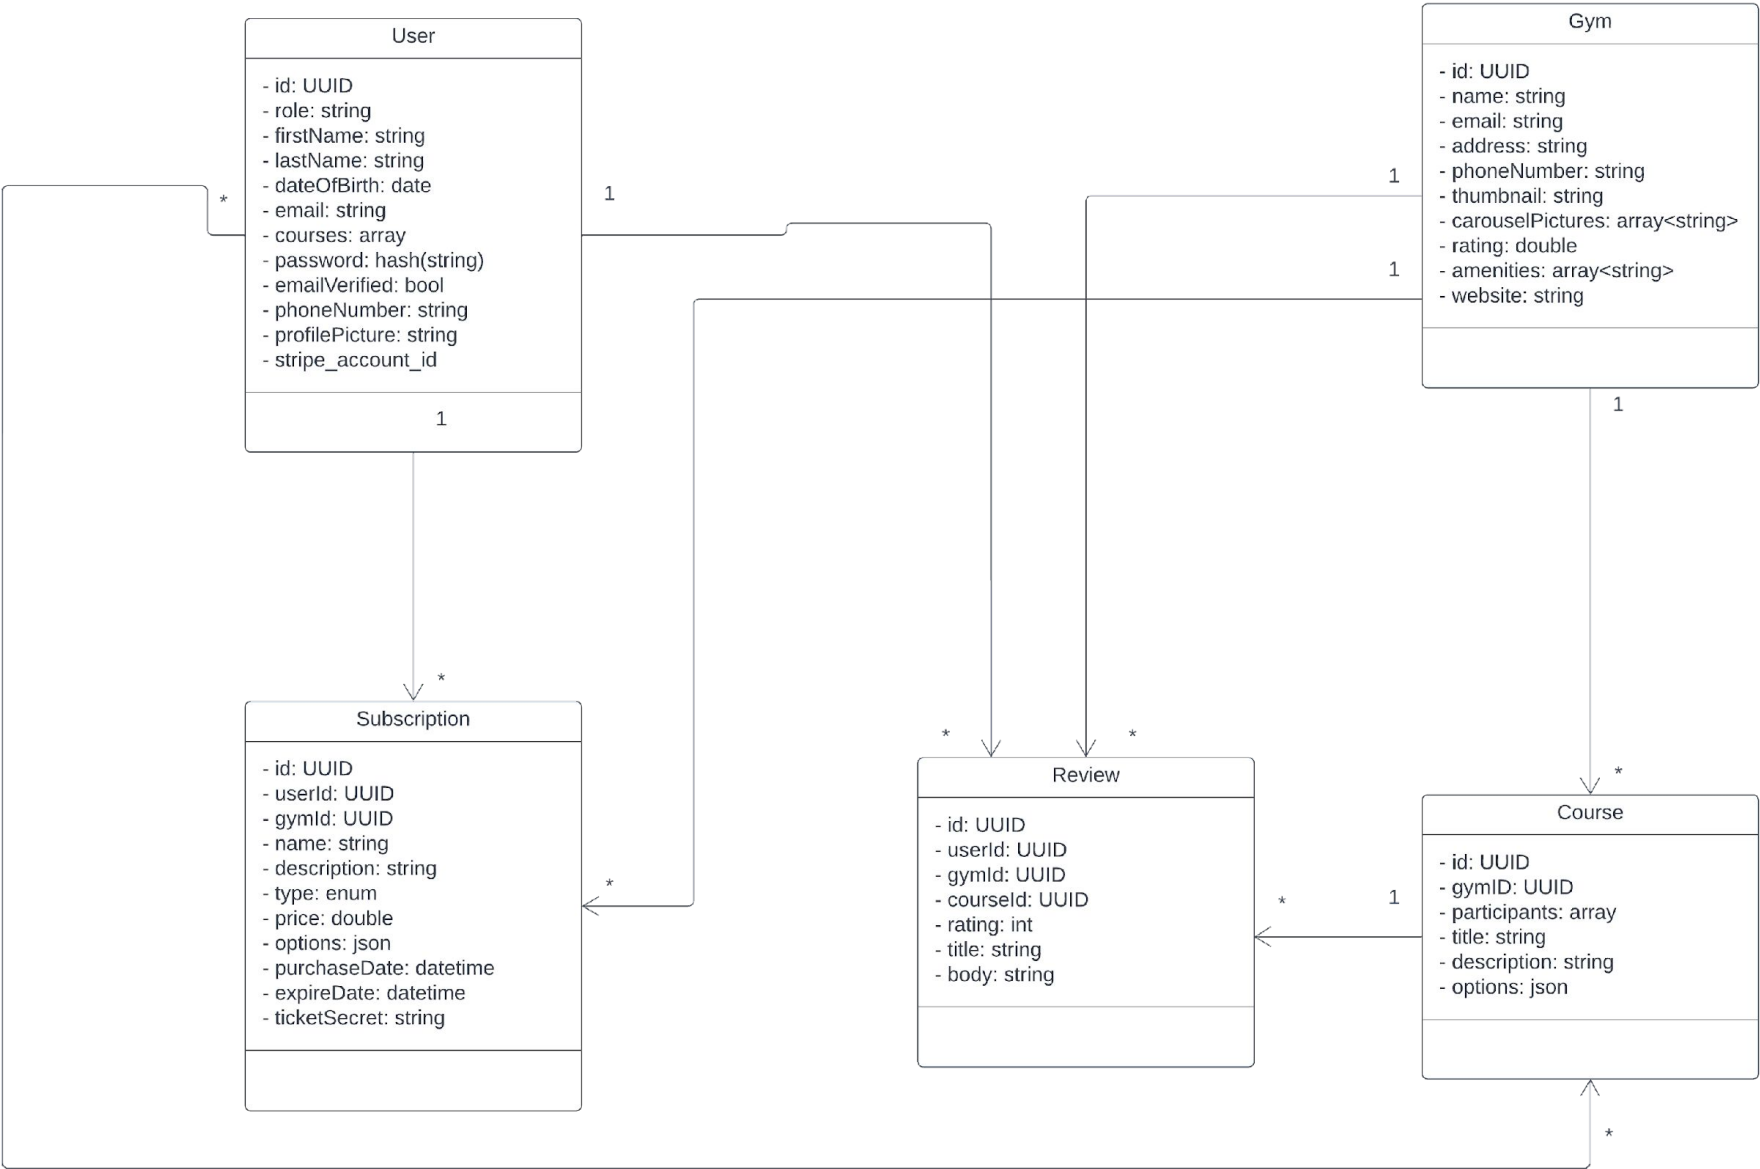 User
- id: UUID
- role: string
- firstName: string
- lastName: string
- dateOfBirth: date
- email: string
- courses: array
- password: hash(string)
- emailVerified: bool
- phoneNumber: string
- profilePicture: string
- stripe_account_id
1
*
1
Gym
- id: UUID
- name: string
- email: string
- address: string
- phoneNumber: string
- thumbnail: string
- carouselPictures: array<string>
- rating: double
- amenities: array<string>
- website: string
1
1
1
*
Subscription
- id: UUID
- userId: UUID
- gymId: UUID
- name: string
- description: string
- type: enum
- price: double
- options: json
- purchaseDate: datetime
- expireDate: datetime
- ticketSecret: string
*
*
*
Review
- id: UUID
- userId: UUID
- gymId: UUID
- courseId: UUID
- rating: int
- title: string
- body: string
*
1
*
Course
- id: UUID
- gymID: UUID
- participants: array
- title: string
- description: string
- options: json
*